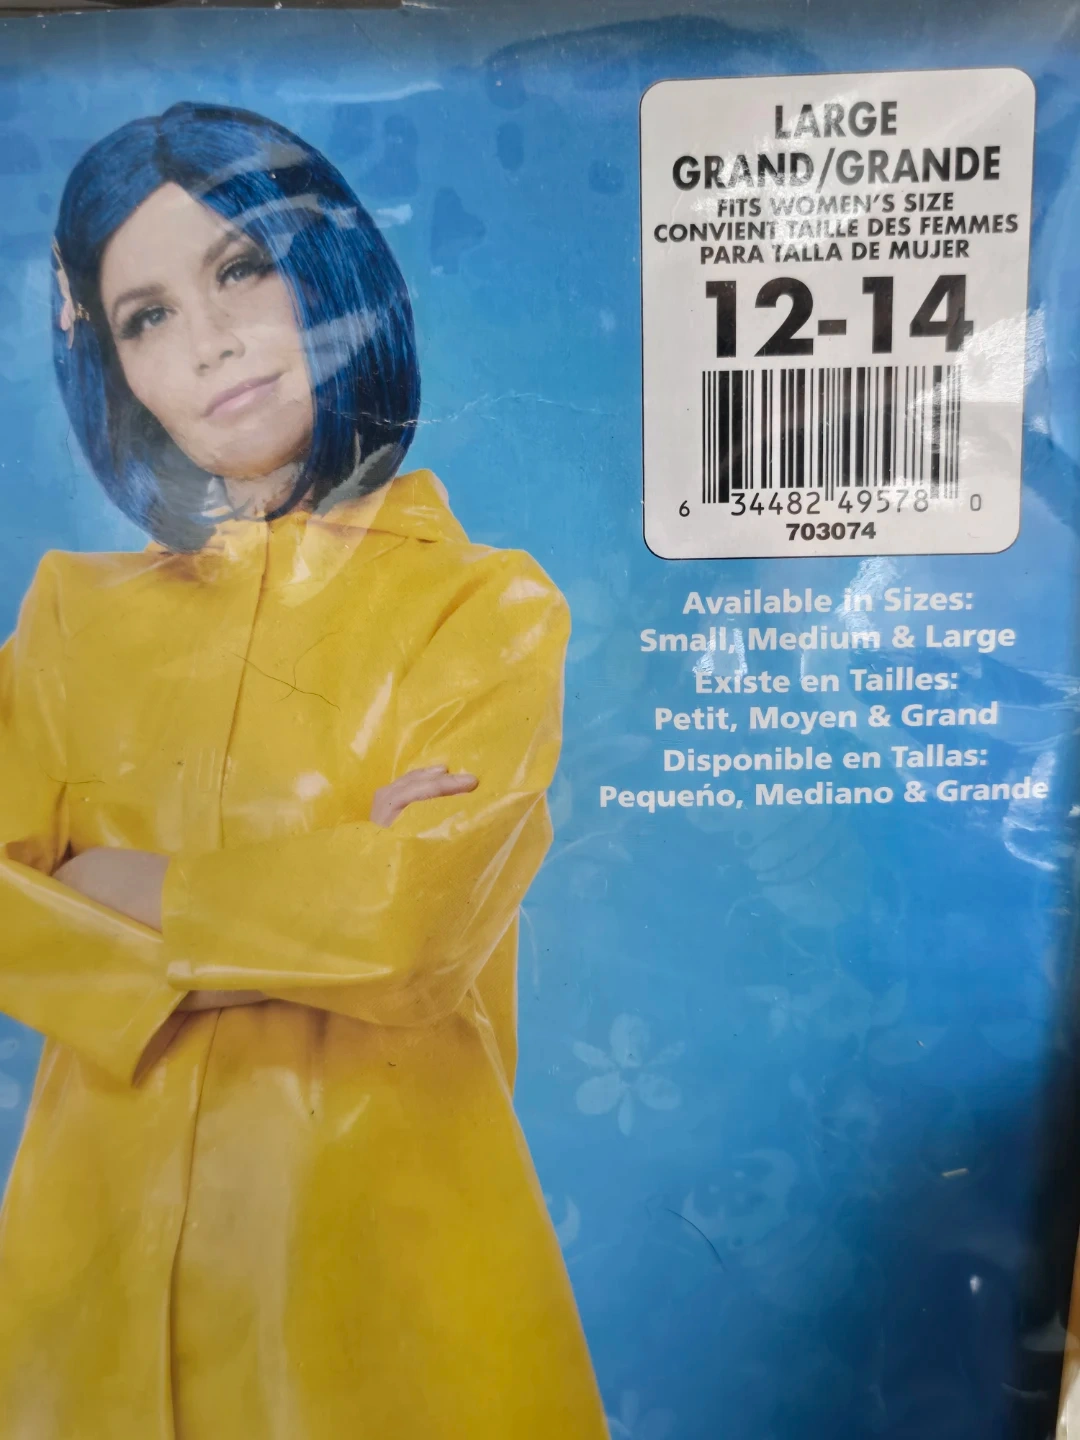 LARGE
GRAND/GRANDE
FITS WOMEN'S SIZE
CONVIENT TAILLE DES FEMMES
PARA TALLA DE MUJER
12-14
6 34482 49578 0
703074
Available in Sizes:
Small, Medium & Large
Existe en Tailles:
Petit, Moyen & Grand
Disponible en Tallas:
Pequeńo, Mediano & Grande